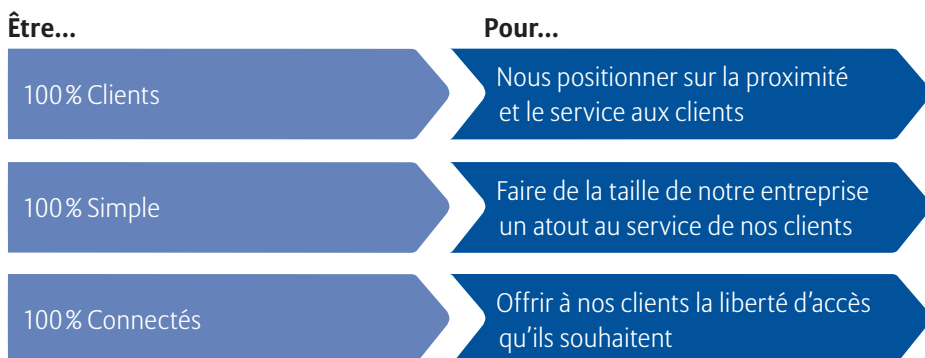 Être...
Pour...
100% Clients
Nous positionner sur la proximité
et le service aux clients
100% Simple
Faire de la taille de notre entreprise
un atout au service de nos clients
100% Connectés
Offrir à nos clients la liberté d’accès
qu’ils souhaitent